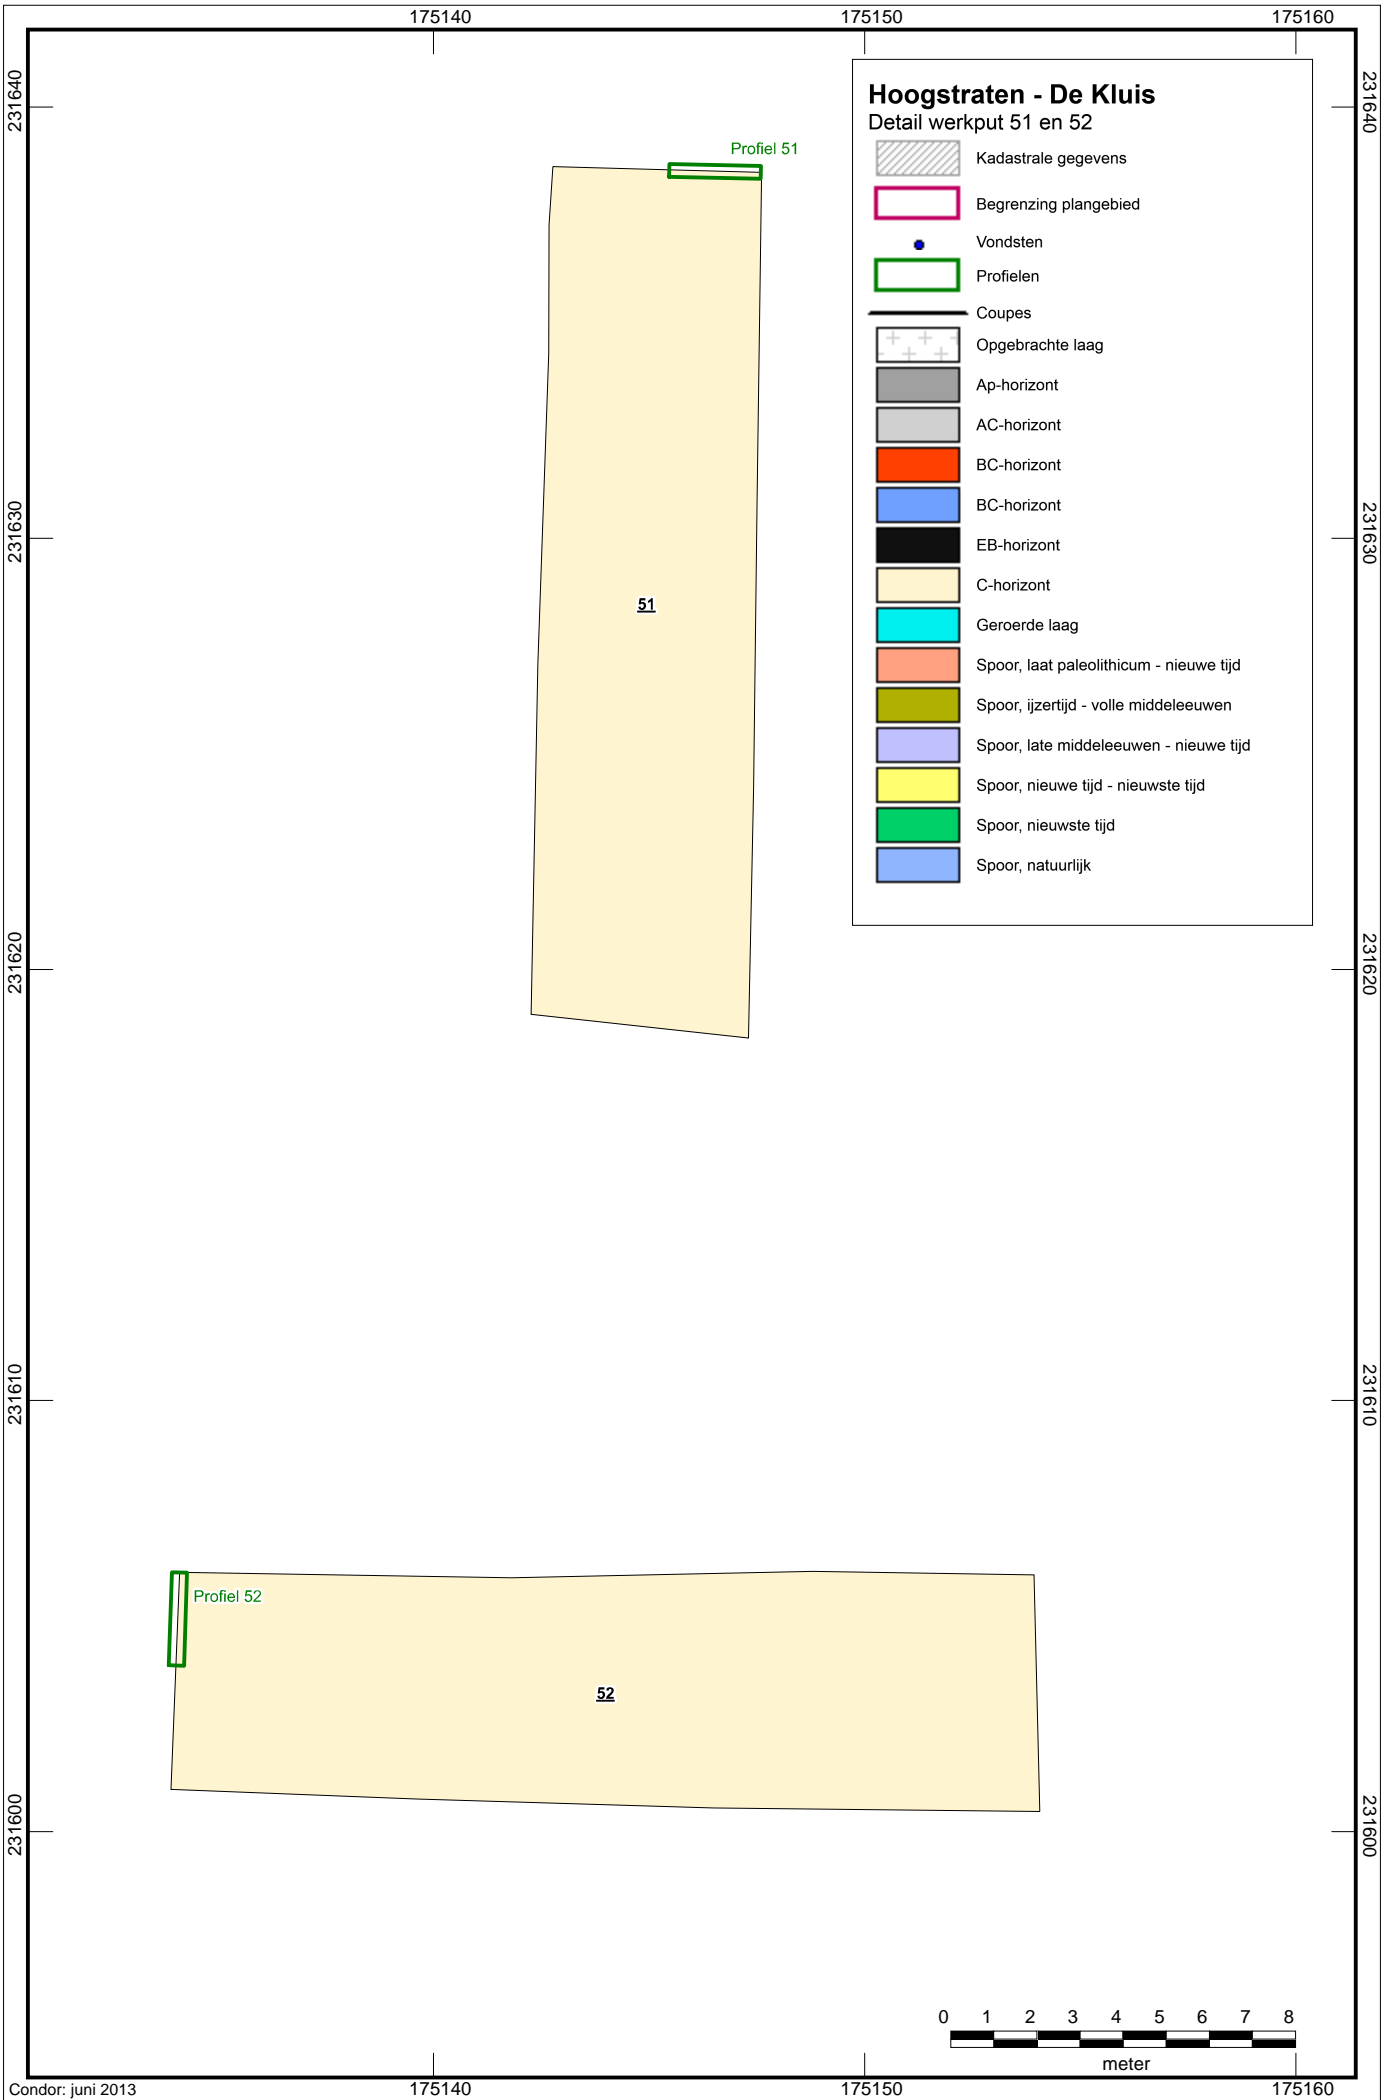 175140 175150 175160
231640
231640
Hoogstraten - De Kluis
Detail werkput 51 en 52
Kadastrale gegevens
Begrenzing plangebied
Vondsten
Profielen
Coupes
Opgebrachte laag
Ap-horizont
AC-horizont
BC-horizont
BC-horizont
EB-horizont
C-horizont
Geroerde laag
Spoor, laat paleolithicum - nieuwe tijd
Spoor, ijzertijd - volle middeleeuwen
Spoor, late middeleeuwen - nieuwe tijd
Spoor, nieuwe tijd - nieuwste tijd
Spoor, nieuwste tijd
Spoor, natuurlijk
Profiel 51
231630
231630
51
231620
231620
231610
231610
Profiel 52
52
231600
231600
0 1 2 3 4 5 6 7 8
meter
Condor: juni 2013
175140 175150 175160